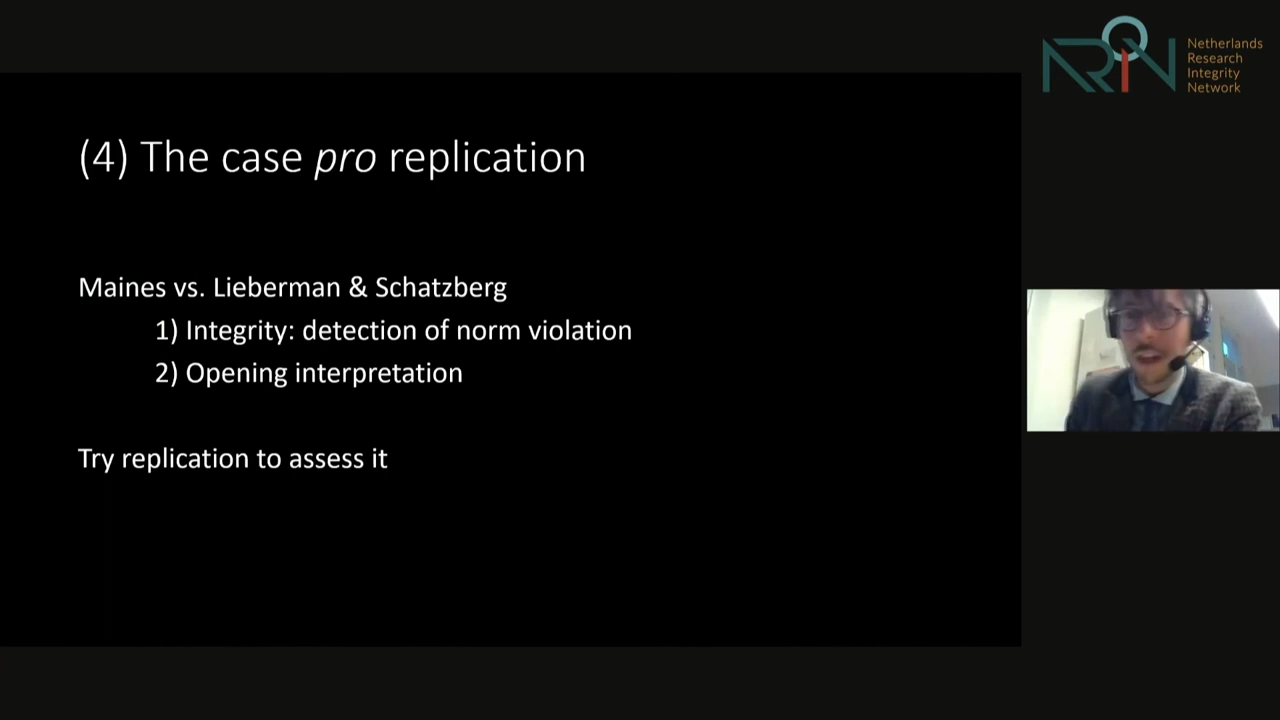 NRIN
Netherlands
Research
Integrity
Network
(4) The case pro replication
Maines vs. Lieberman & Schatzberg
1) Integrity: detection of norm violation
2) Opening interpretation
Try replication to assess it